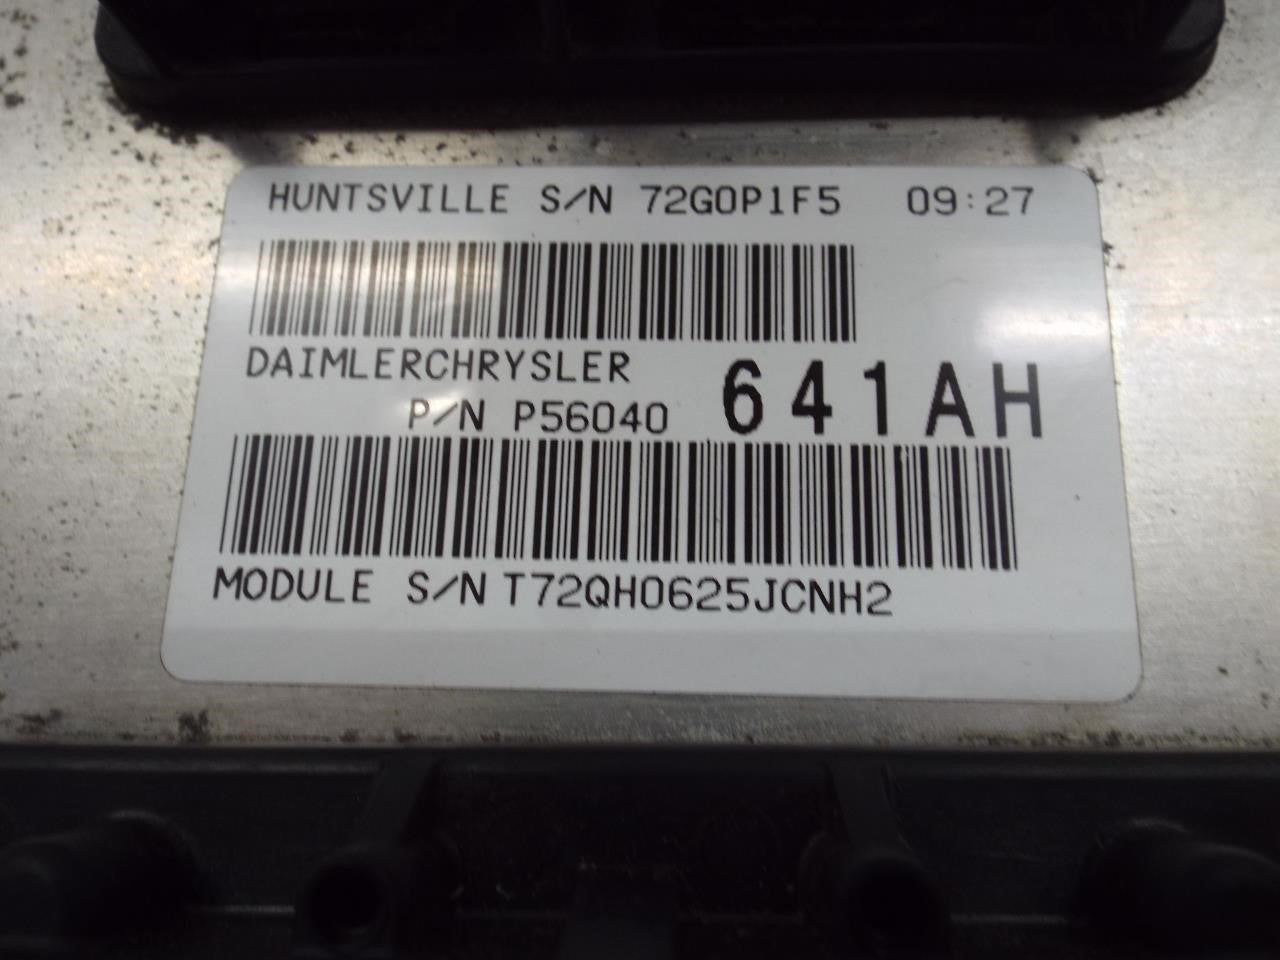 HUNTSVILLE S/N 72G0P1F5 09:27
DAIMLERCHRYSLER
P/N P56040 641AH
MODULE S/N T72QH0625JCNH2